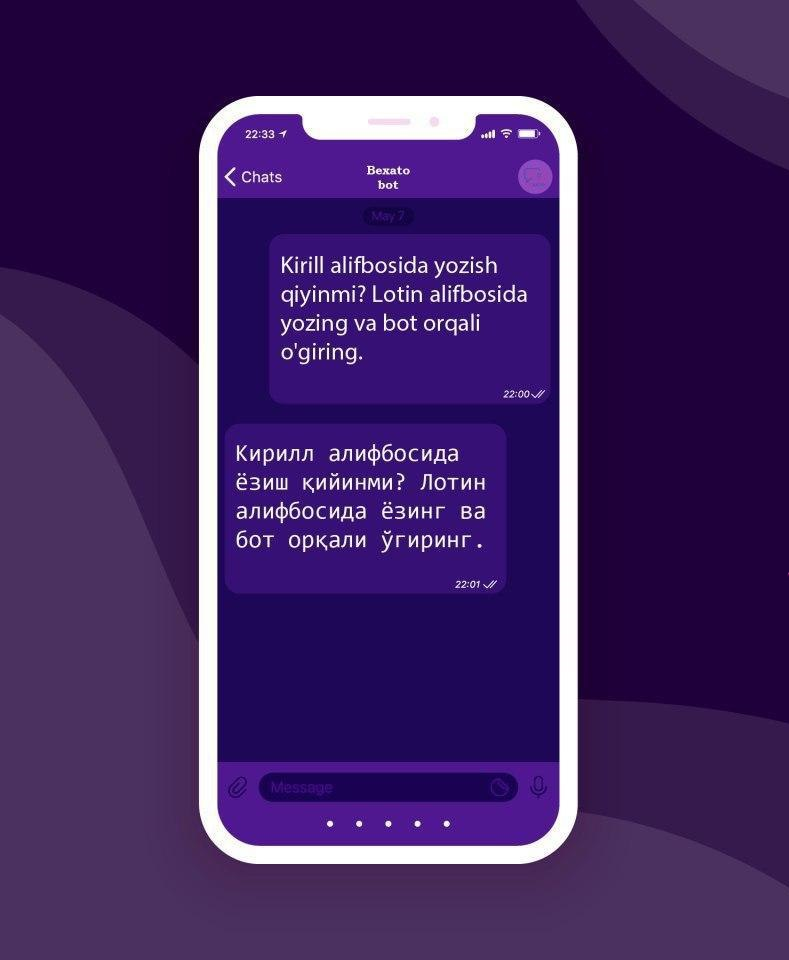 22:33
Chats
Bexato
bot
May 7
Kirill alifbosida yozish
qiyinmi? Lotin alifbosida
yozing va bot orqali
o'giring.
22:00
Кирилл алифбосида
ёзиш қийинми? Лотин
алифбосида ёзинг ва
бот орқали ўгиринг.
22:01
Message